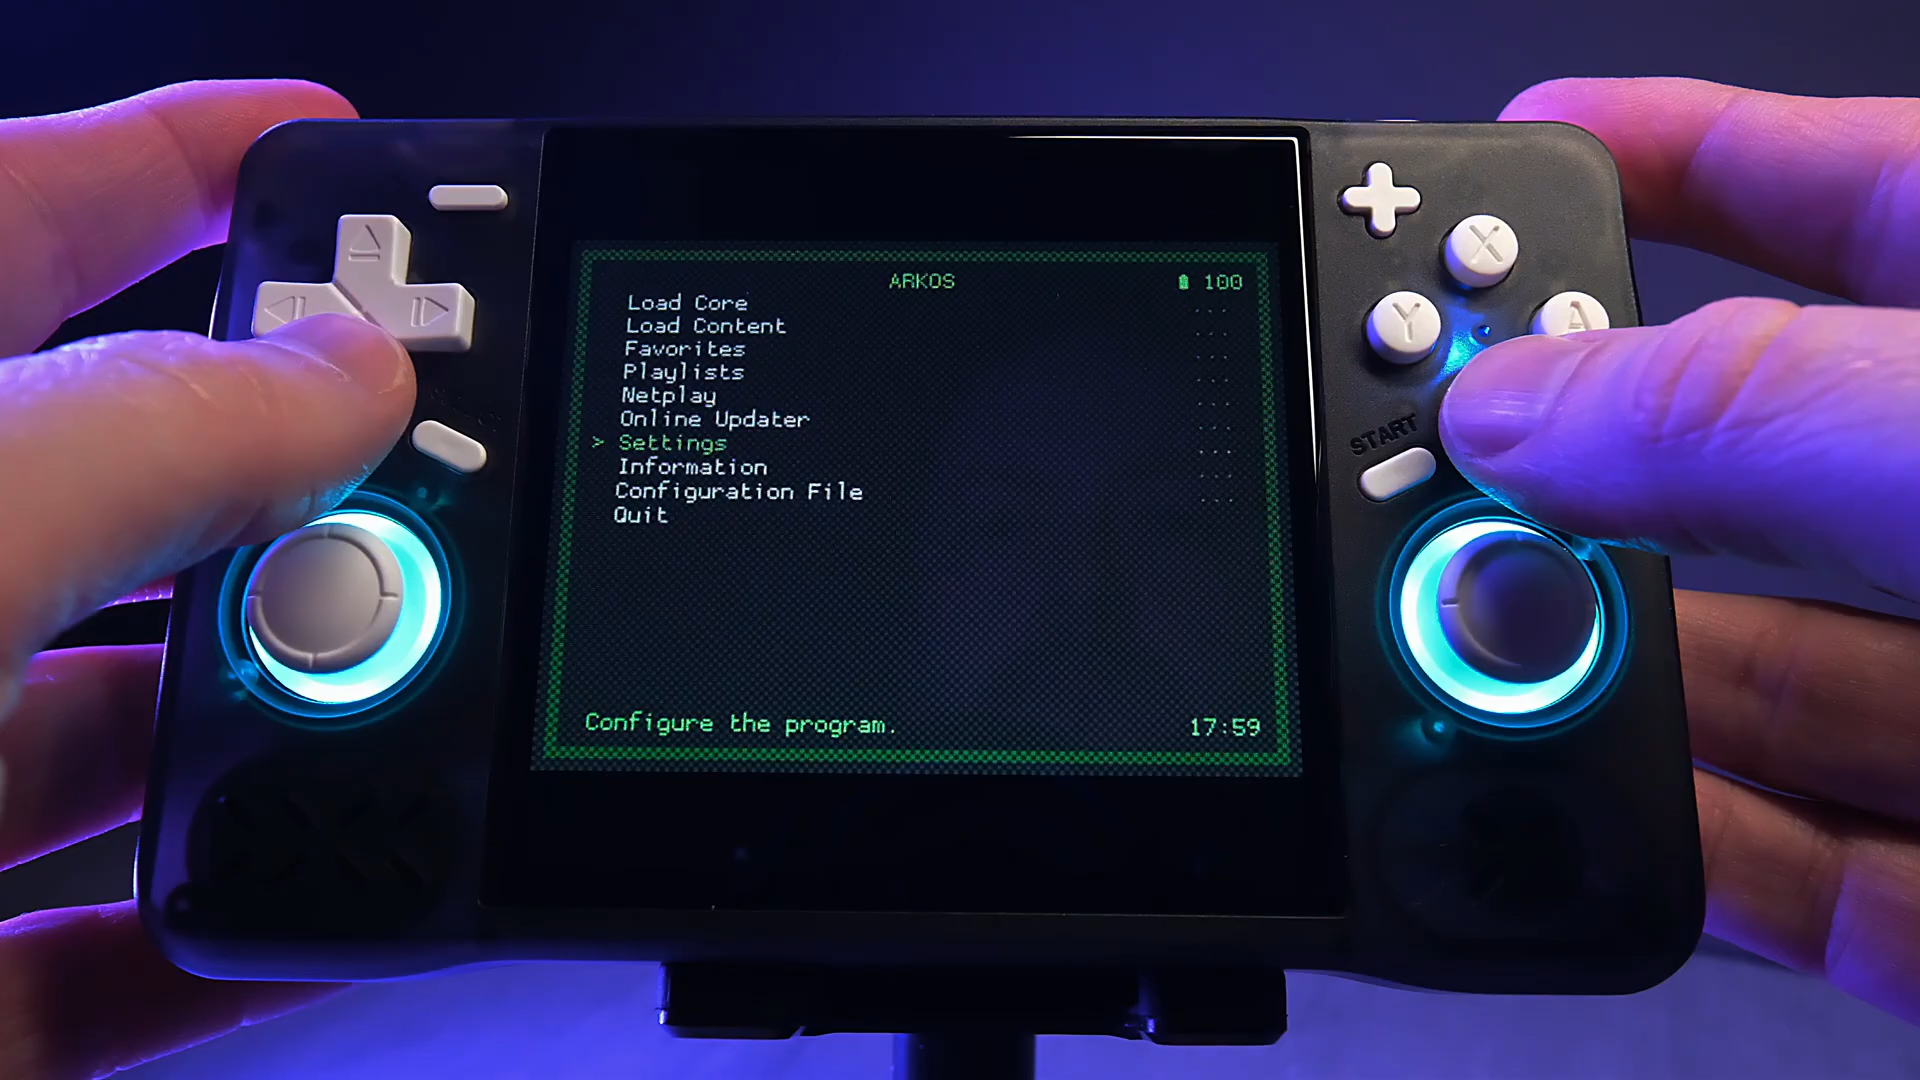 ARKOS 100
Load Core ...
Load Content ...
Favorites ...
Playlists ...
Netplay ...
Online Updater ...
> Settings ...
Information ...
Configuration File ...
Quit
Configure the program. 17:59
X
Y
A
START